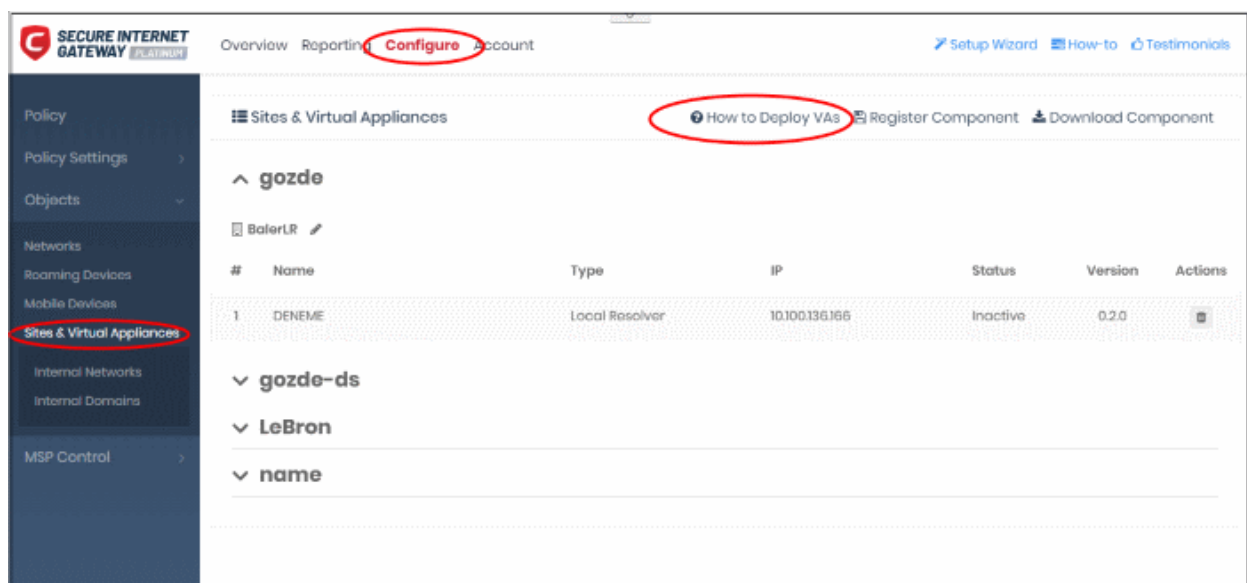 SECURE INTERNET
GATEWAY PLATINUM
Overview Reporting Configure Account
Setup Wizard How-to Testimonials
Policy
Policy Settings
Objects
Networks
Roaming Devices
Mobile Devices
Sites & Virtual Appliances
Internal Networks
Internal Domains
MSP Control
Sites & Virtual Appliances
How to Deploy VAs Register Component Download Component
gozde
BalerLR
# Name Type IP Status Version Actions
1 DENEME Local Resolver 10.100.136.166 Inactive 0.2.0
gozde-ds
LeBron
name